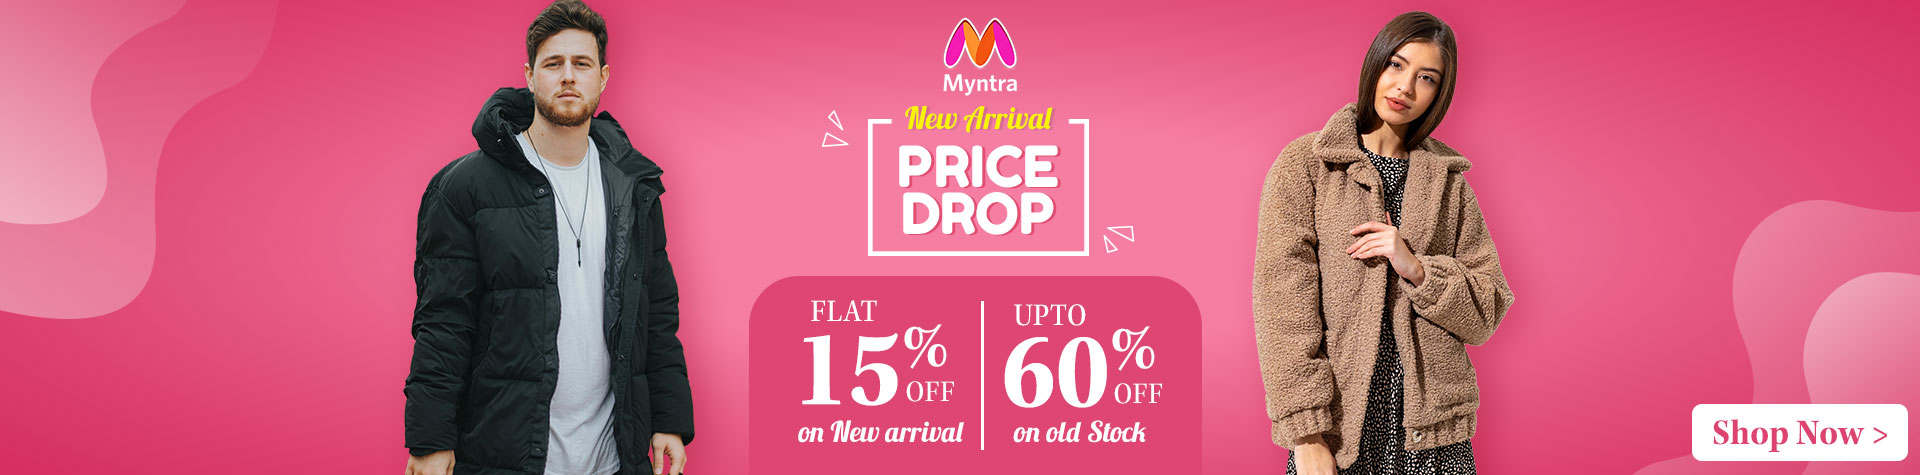 Myntra
New Arrival
PRICE
DROP
FLAT
15% OFF
on New arrival
UPTO
60% OFF
on old Stock
Shop Now >